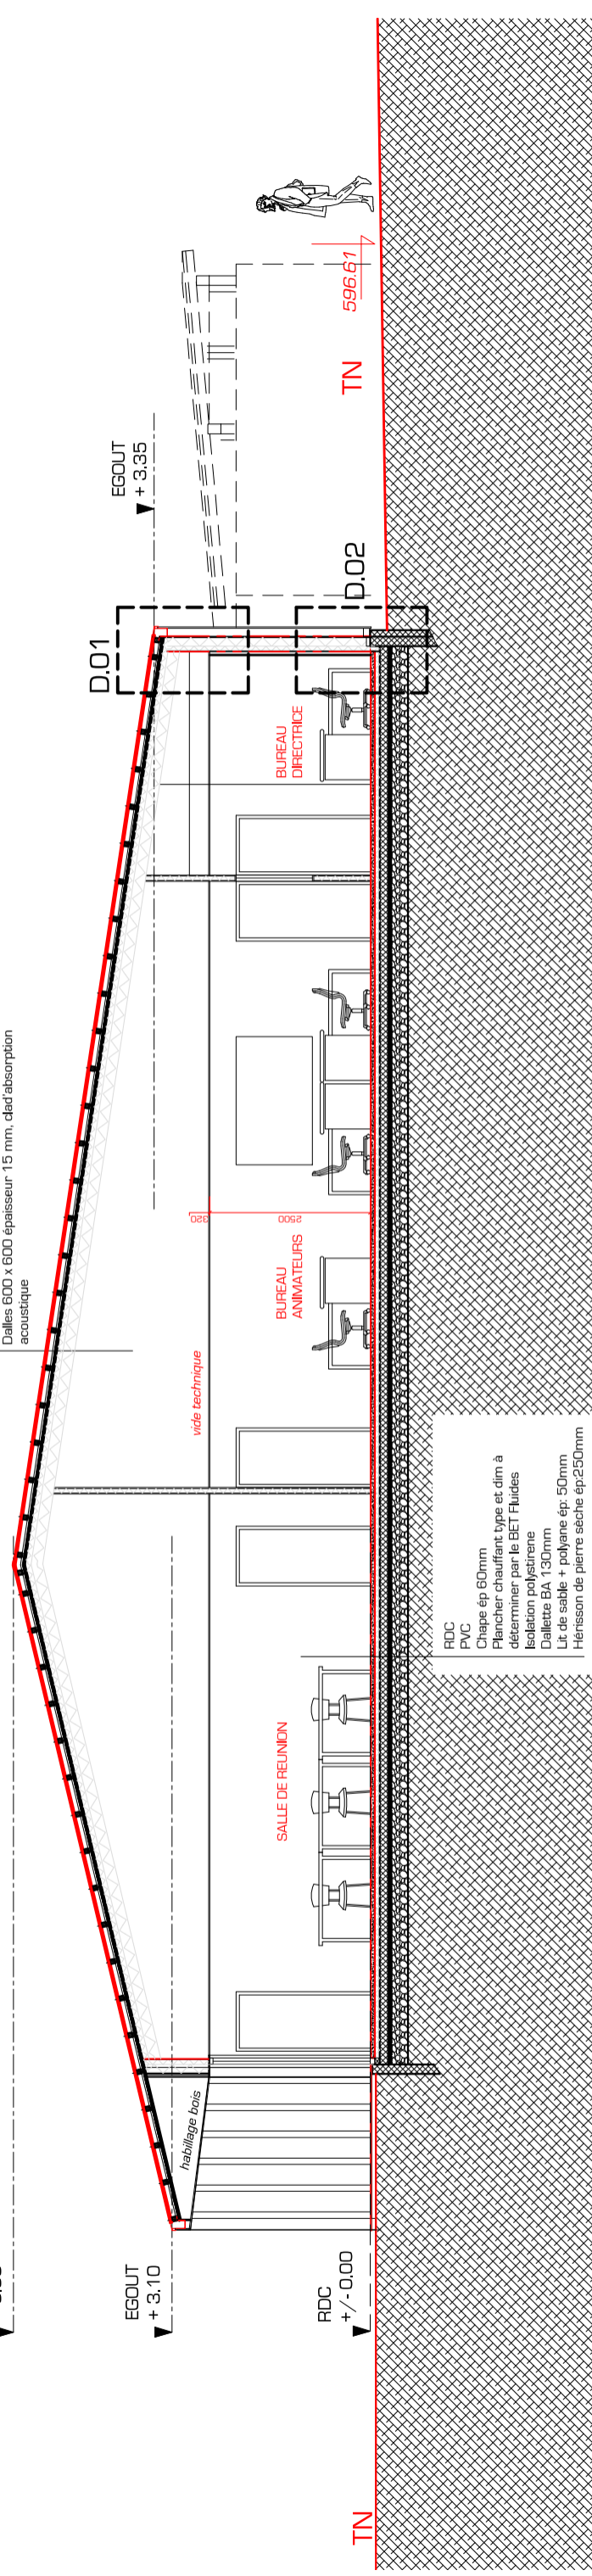 Dalles 600 x 600 épaisseur 15 mm, clad'absorption
acoustique
EGOUT
+ 3.10
RDC
+/- 0.00
TN
habillage bois
SALLE DE REUNION
vide technique
BUREAU
ANIMATEURS
320
2500
BUREAU
DIRECTRICE
D.01
D.02
EGOUT
+ 3.35
TN
596.61
RDC
PVC
Chape ép 60mm
Plancher chauffant type et dim à
déterminer par le BET Fluides
Isolation polystirene
Dallette BA 130mm
Lit de sable + polyane ép: 50mm
Hérisson de pierre sèche ép:250mm